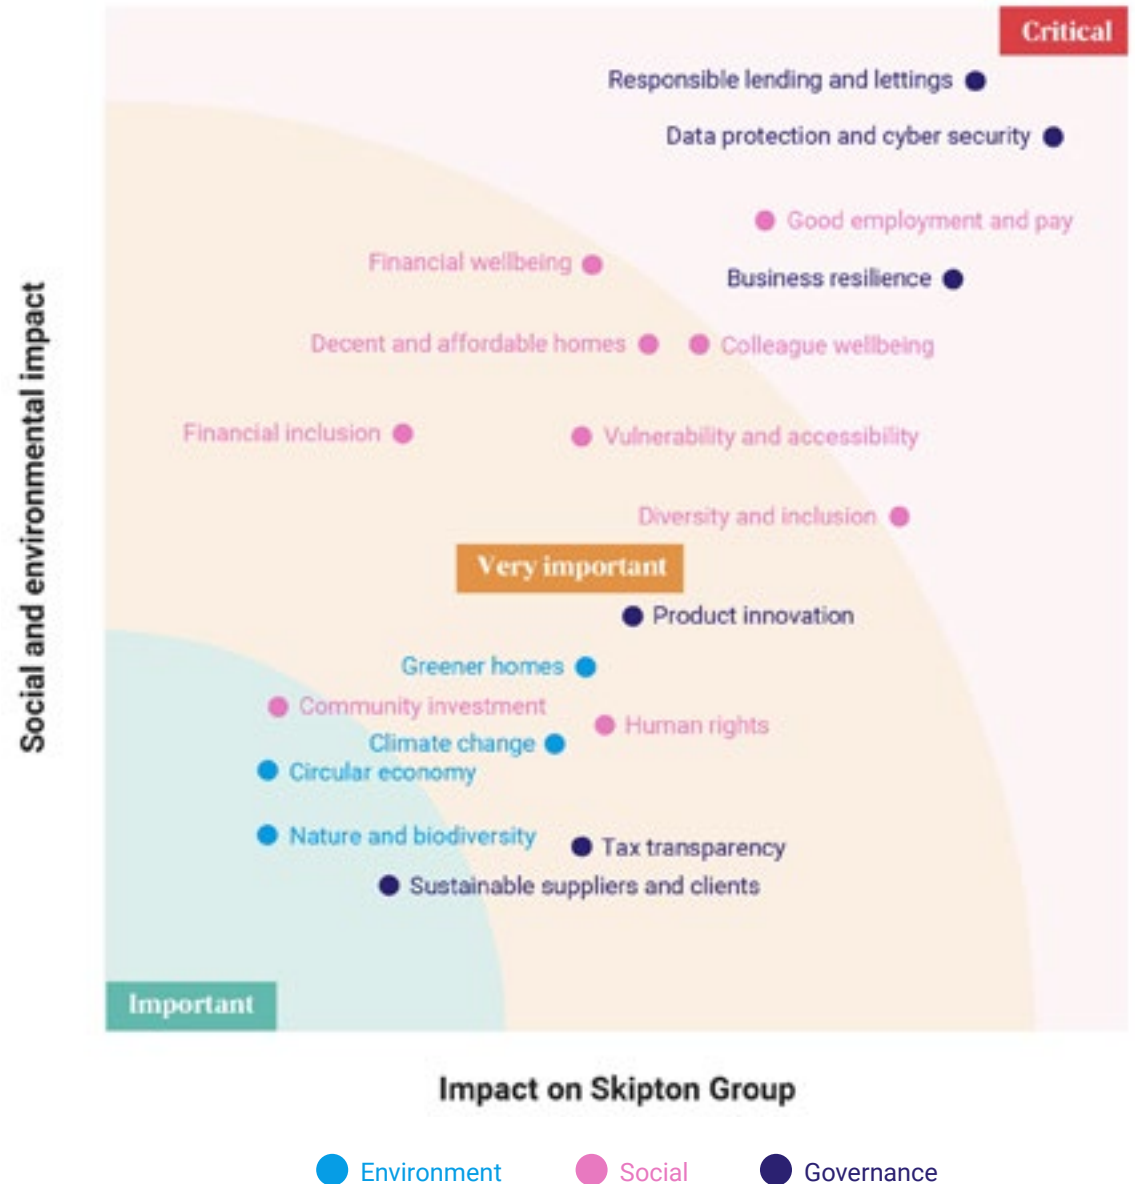 Critical
Responsible lending and lettings
Data protection and cyber security
Good employment and pay
Financial wellbeing
Business resilience
Decent and affordable homes
Colleague wellbeing
Financial inclusion
Vulnerability and accessibility
Diversity and inclusion
Very important
Product innovation
Greener homes
Community investment
Human rights
Climate change
Circular economy
Nature and biodiversity
Tax transparency
Sustainable suppliers and clients
Important
Social and environmental impact
Impact on Skipton Group
Environment
Social
Governance